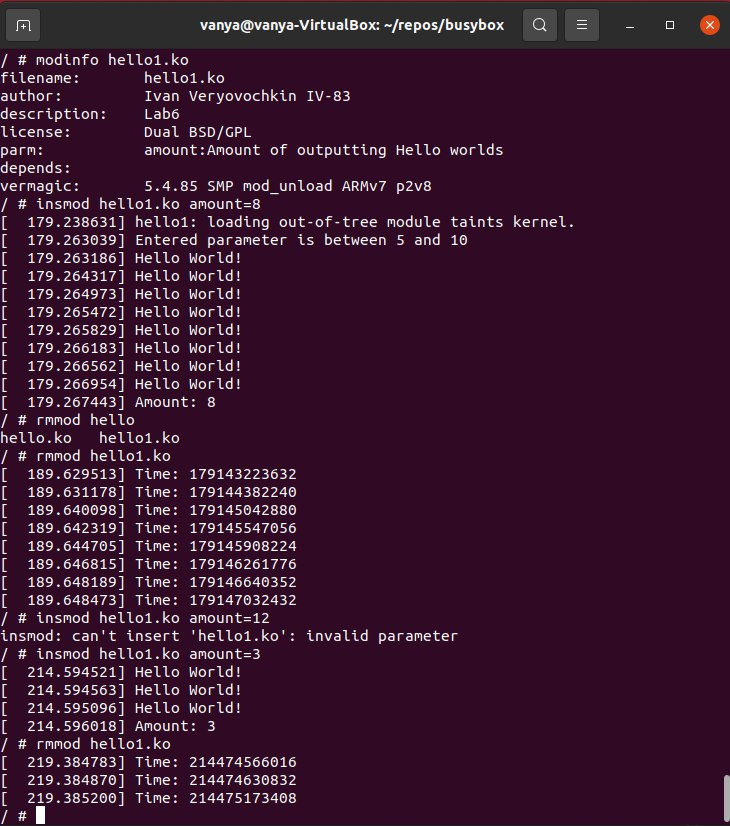 vanya@vanya-VirtualBox: ~/repos/busybox
/ # modinfo hello1.ko
filename:       hello1.ko
author:         Ivan Veryovochkin IV-83
description:    Lab6
license:        Dual BSD/GPL
parm:           amount:Amount of outputting Hello worlds
depends:
vermagic:       5.4.85 SMP mod_unload ARMv7 p2v8
/ # insmod hello1.ko amount=8
[  179.238631] hello1: loading out-of-tree module taints kernel.
[  179.263039] Entered parameter is between 5 and 10
[  179.263186] Hello World!
[  179.264317] Hello World!
[  179.264973] Hello World!
[  179.265472] Hello World!
[  179.265829] Hello World!
[  179.266183] Hello World!
[  179.266562] Hello World!
[  179.266954] Hello World!
[  179.267443] Amount: 8
/ # rmmod hello
hello.ko   hello1.ko
/ # rmmod hello1.ko
[  189.629513] Time: 179143223632
[  189.631178] Time: 179144382240
[  189.640098] Time: 179145042880
[  189.642319] Time: 179145547056
[  189.644705] Time: 179145908224
[  189.646815] Time: 179146261776
[  189.648189] Time: 179146640352
[  189.648473] Time: 179147032432
/ # insmod hello1.ko amount=12
insmod: can't insert 'hello1.ko': invalid parameter
/ # insmod hello1.ko amount=3
[  214.594521] Hello World!
[  214.594563] Hello World!
[  214.595096] Hello World!
[  214.596018] Amount: 3
/ # rmmod hello1.ko
[  219.384783] Time: 214474566016
[  219.384870] Time: 214474630832
[  219.385200] Time: 214475173408
/ #